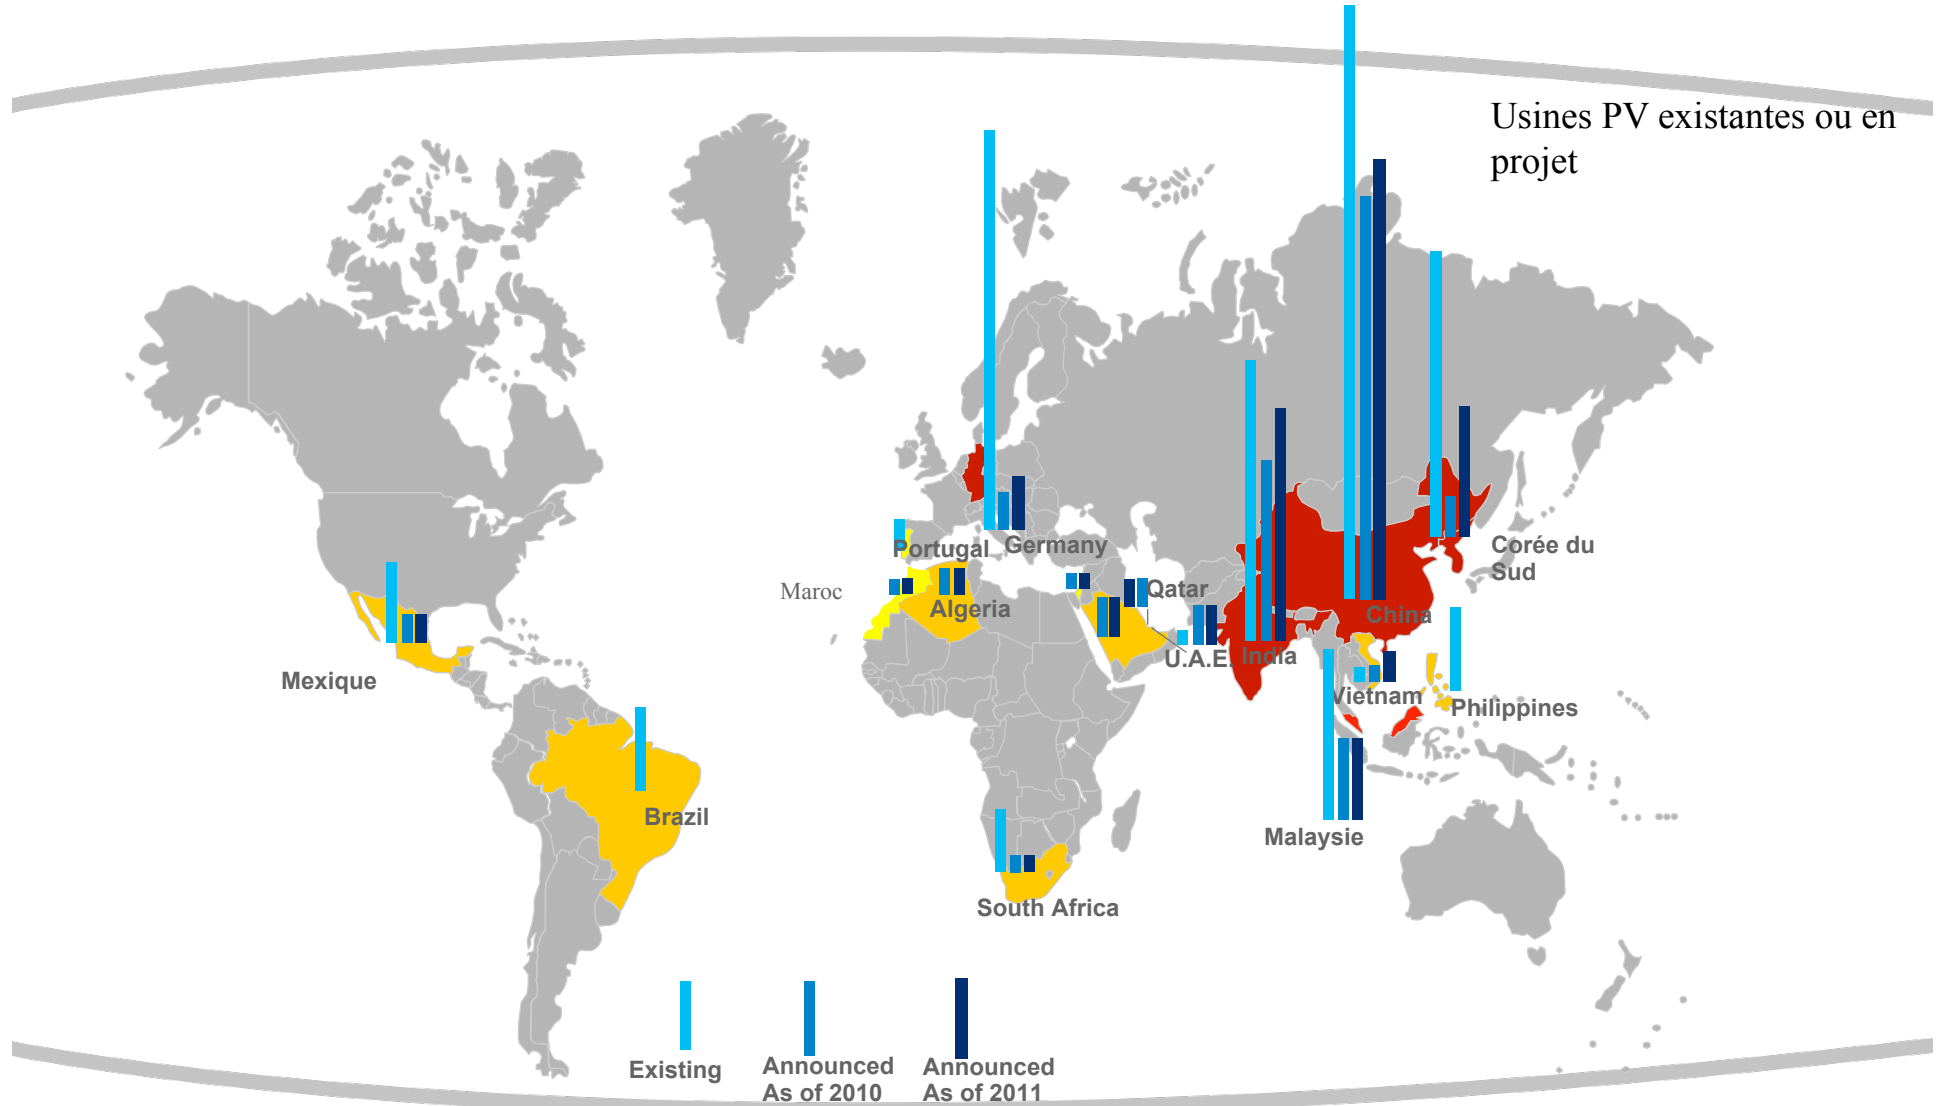 Usines PV existantes ou en
projet
Portugal
Germany
Corée du
Sud
Maroc
Algeria
Qatar
China
U.A.E.
India
Mexique
Vietnam
Philippines
Brazil
Malaysie
South Africa
Existing
Announced
As of 2010
Announced
As of 2011